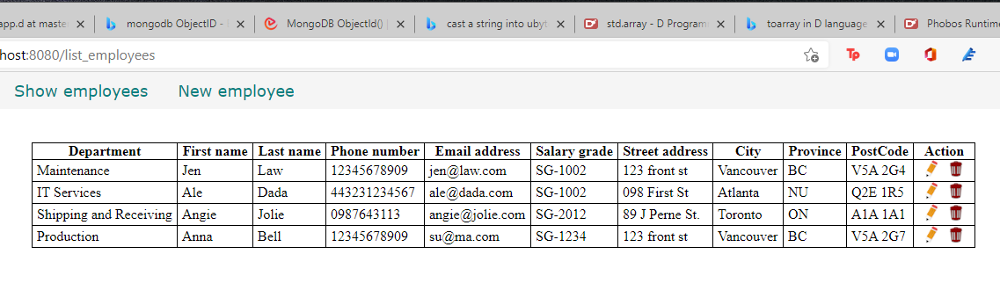 app.d at maste
mongodb ObjectID -
MongoDB ObjectId()
cast a string into ubyt
std.array - D Program
toarray in D language
Phobos Runtime
host:8080/list_employees
Show employees New employee
Department First name Last name Phone number Email address Salary grade Street address City Province PostCode Action
Maintenance Jen Law 12345678909 jen@law.com SG-1002 123 front st Vancouver BC V5A 2G4
IT Services Ale Dada 443231234567 ale@dada.com SG-1002 098 First St Atlanta NU Q2E 1R5
Shipping and Receiving Angie Jolie 0987643113 angie@jolie.com SG-2012 89 J Perne St. Toronto ON A1A 1A1
Production Anna Bell 12345678909 su@ma.com SG-1234 123 front st Vancouver BC V5A 2G7